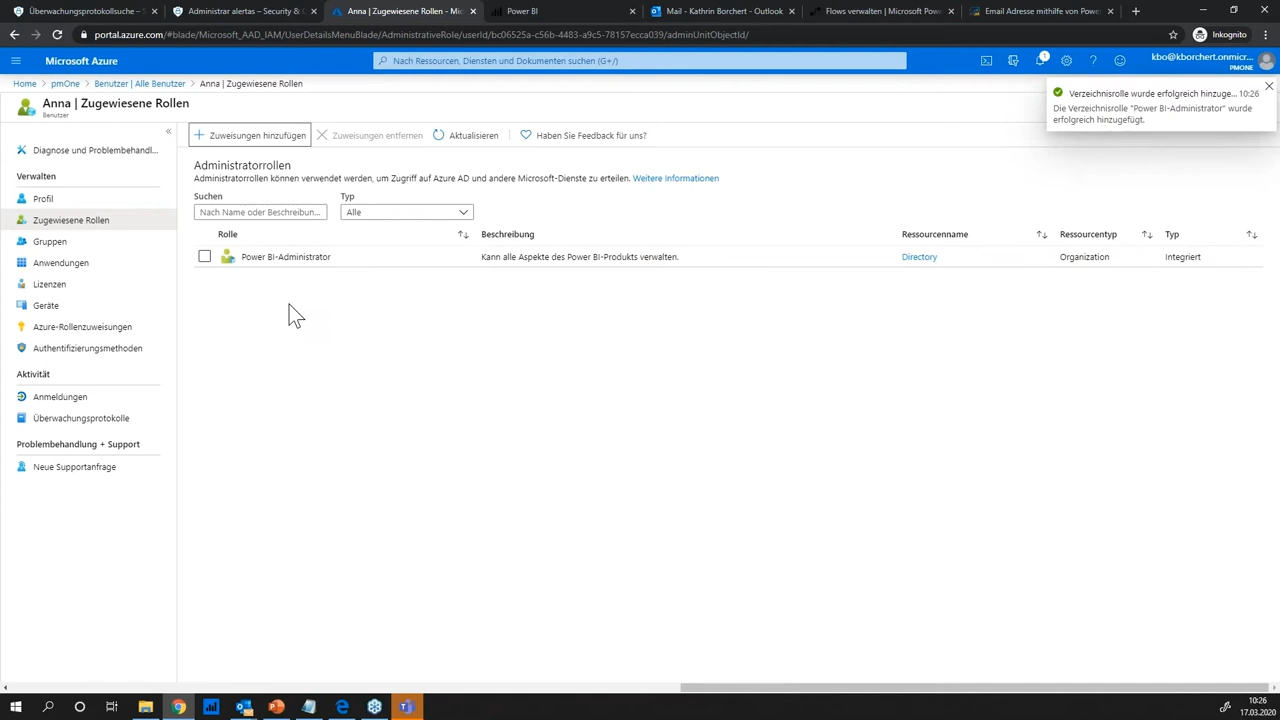 Überwachungsprotokollsuche – S
Administrar alertas – Security &
Anna | Zugewiesene Rollen - Mic
Power BI
Mail - Kathrin Borchert - Outlook
Flows verwalten | Microsoft Pow
Email Adresse mithilfe von Power
portal.azure.com/#blade/Microsoft_AAD_IAM/UserDetailsMenuBlade/AdministrativeRole/userId/bc06525a-c56b-4483-a9c5-78157ecca039/adminUnitObjectId/
Inkognito
Microsoft Azure
Nach Ressourcen, Diensten und Dokumenten suchen (G+/)
1
kbo@kborchert.onmicr...
PMONE
Home > pmOne > Benutzer | Alle Benutzer > Anna | Zugewiesene Rollen
Anna | Zugewiesene Rollen
Benutzer
Verzeichnisrolle wurde erfolgreich hinzuge... 10:26
Die Verzeichnisrolle "Power BI-Administrator" wurde
erfolgreich hinzugefügt.
Zuweisungen hinzufügen
Zuweisungen entfernen
Aktualisieren
Haben Sie Feedback für uns?
Diagnose und Problembehandl...
Verwalten
Profil
Zugewiesene Rollen
Gruppen
Anwendungen
Lizenzen
Geräte
Azure-Rollenzuweisungen
Authentifizierungsmethoden
Aktivität
Anmeldungen
Überwachungsprotokolle
Problembehandlung + Support
Neue Supportanfrage
Administratorrollen
Administratorrollen können verwendet werden, um Zugriff auf Azure AD und andere Microsoft-Dienste zu erteilen. Weitere Informationen
Suchen
Typ
Nach Name oder Beschreibun...
Alle
Rolle
Beschreibung
Ressourcenname
Ressourcentyp
Typ
Power BI-Administrator
Kann alle Aspekte des Power BI-Produkts verwalten.
Directory
Organization
Integriert
10:26
17.03.2020